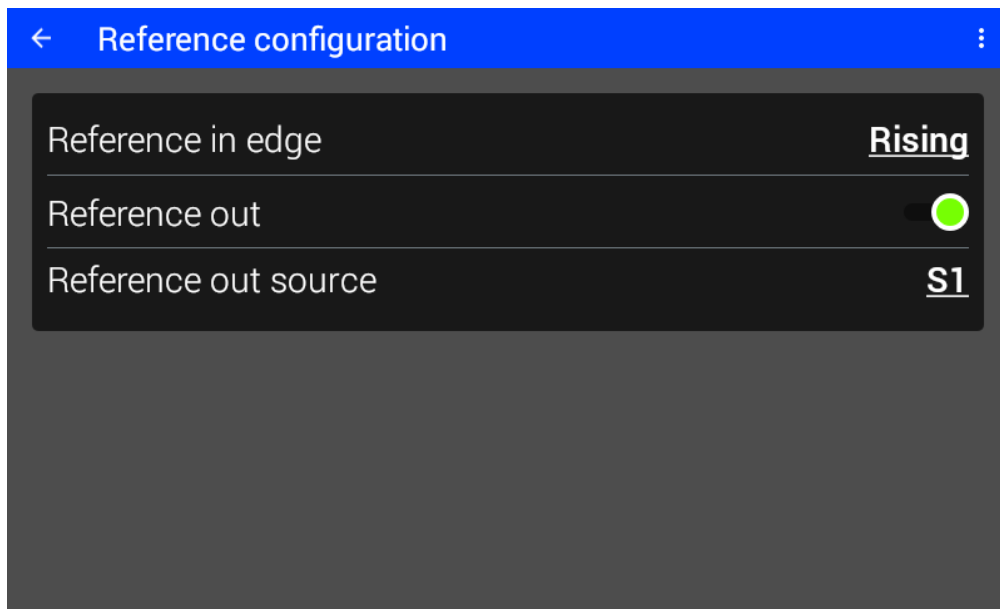 Reference configuration
Reference in edge Rising
Reference out
Reference out source S1